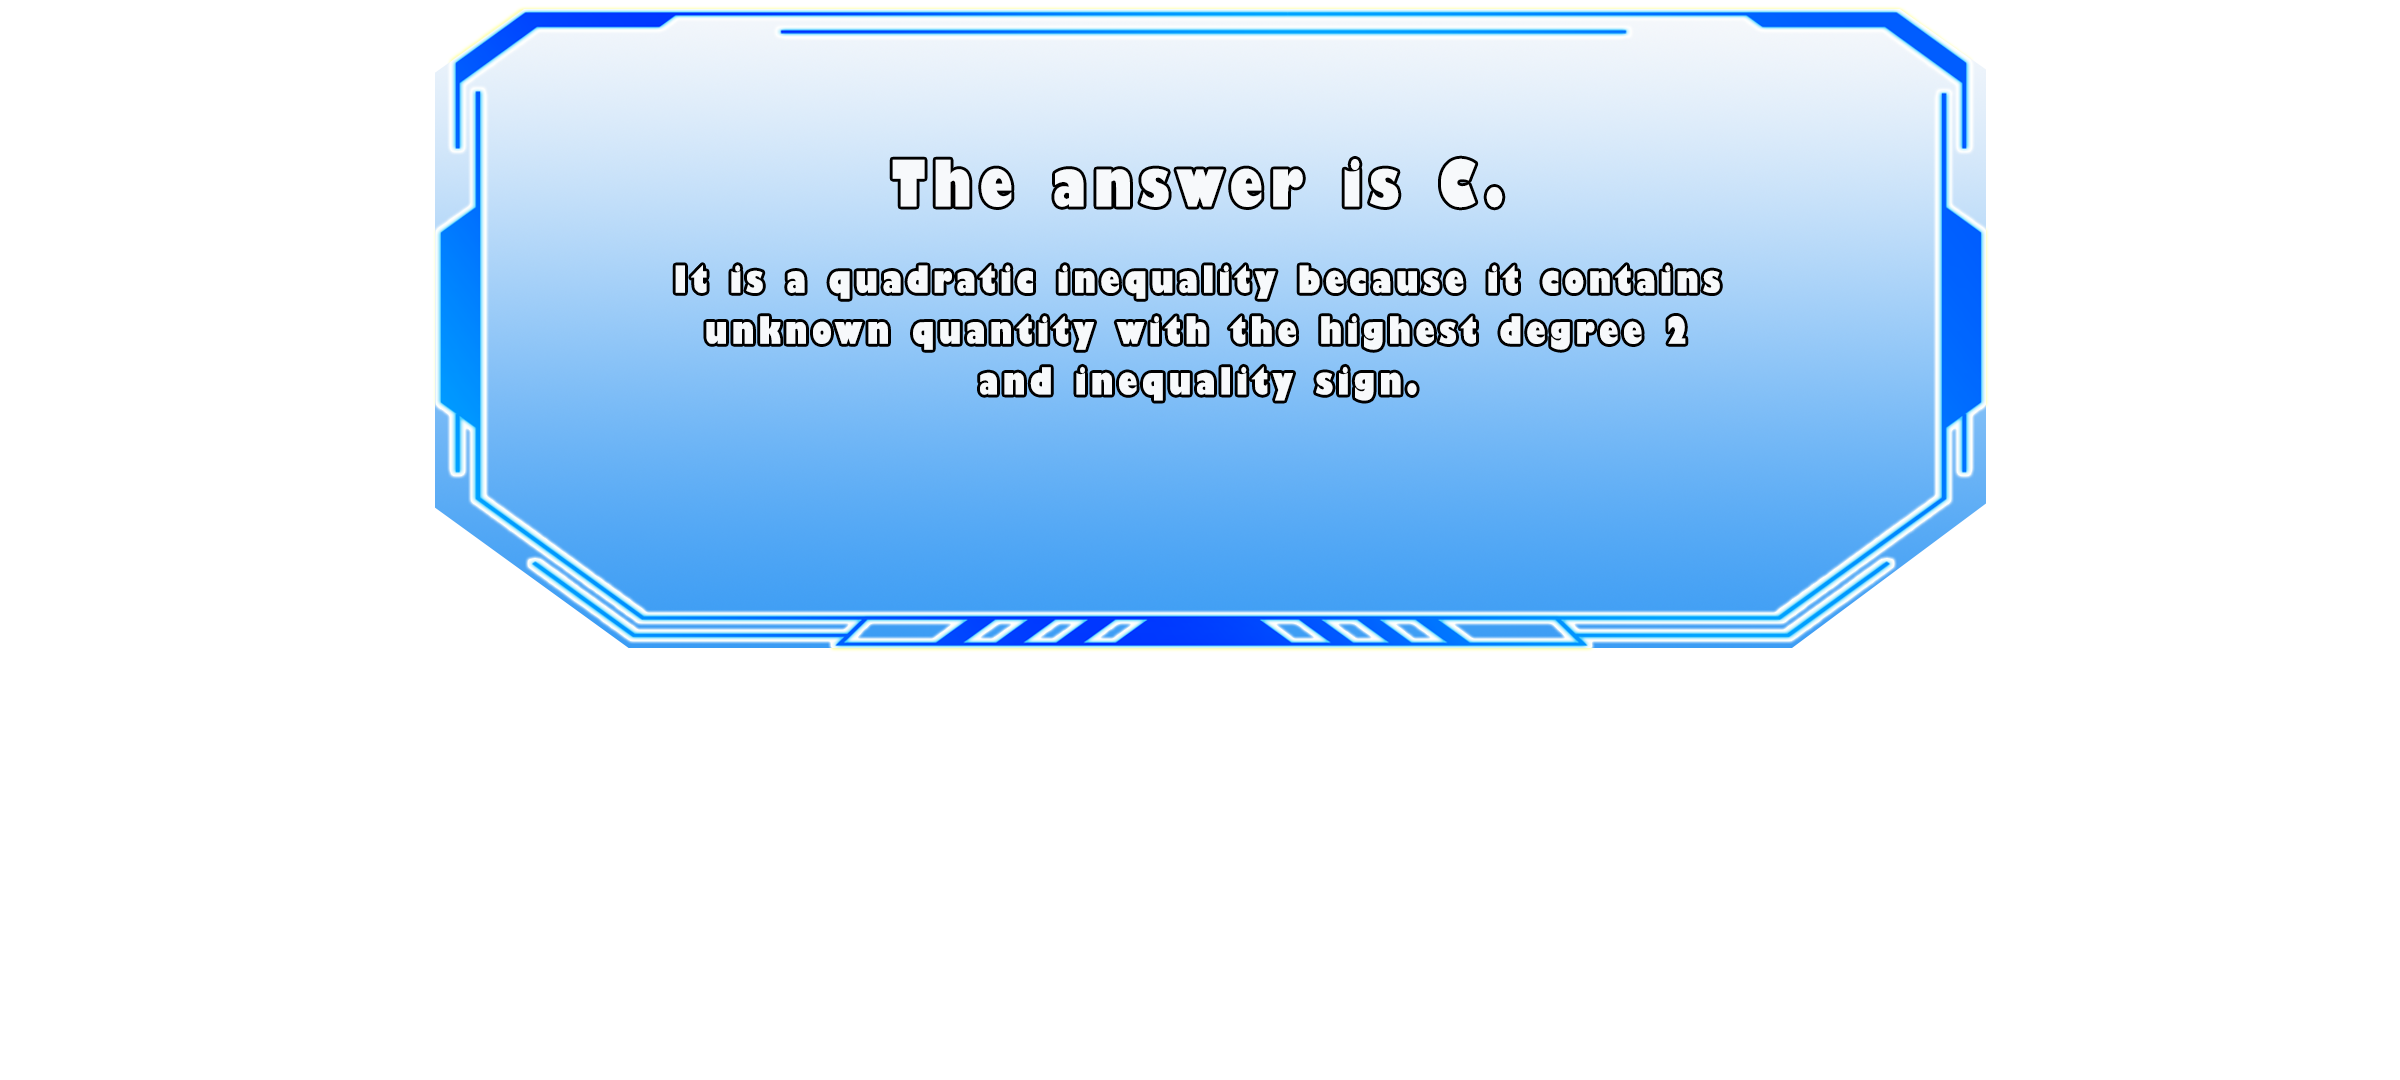 The answer is C.
It is a quadratic inequality because it contains
unknown quantity with the highest degree 2
and inequality sign.